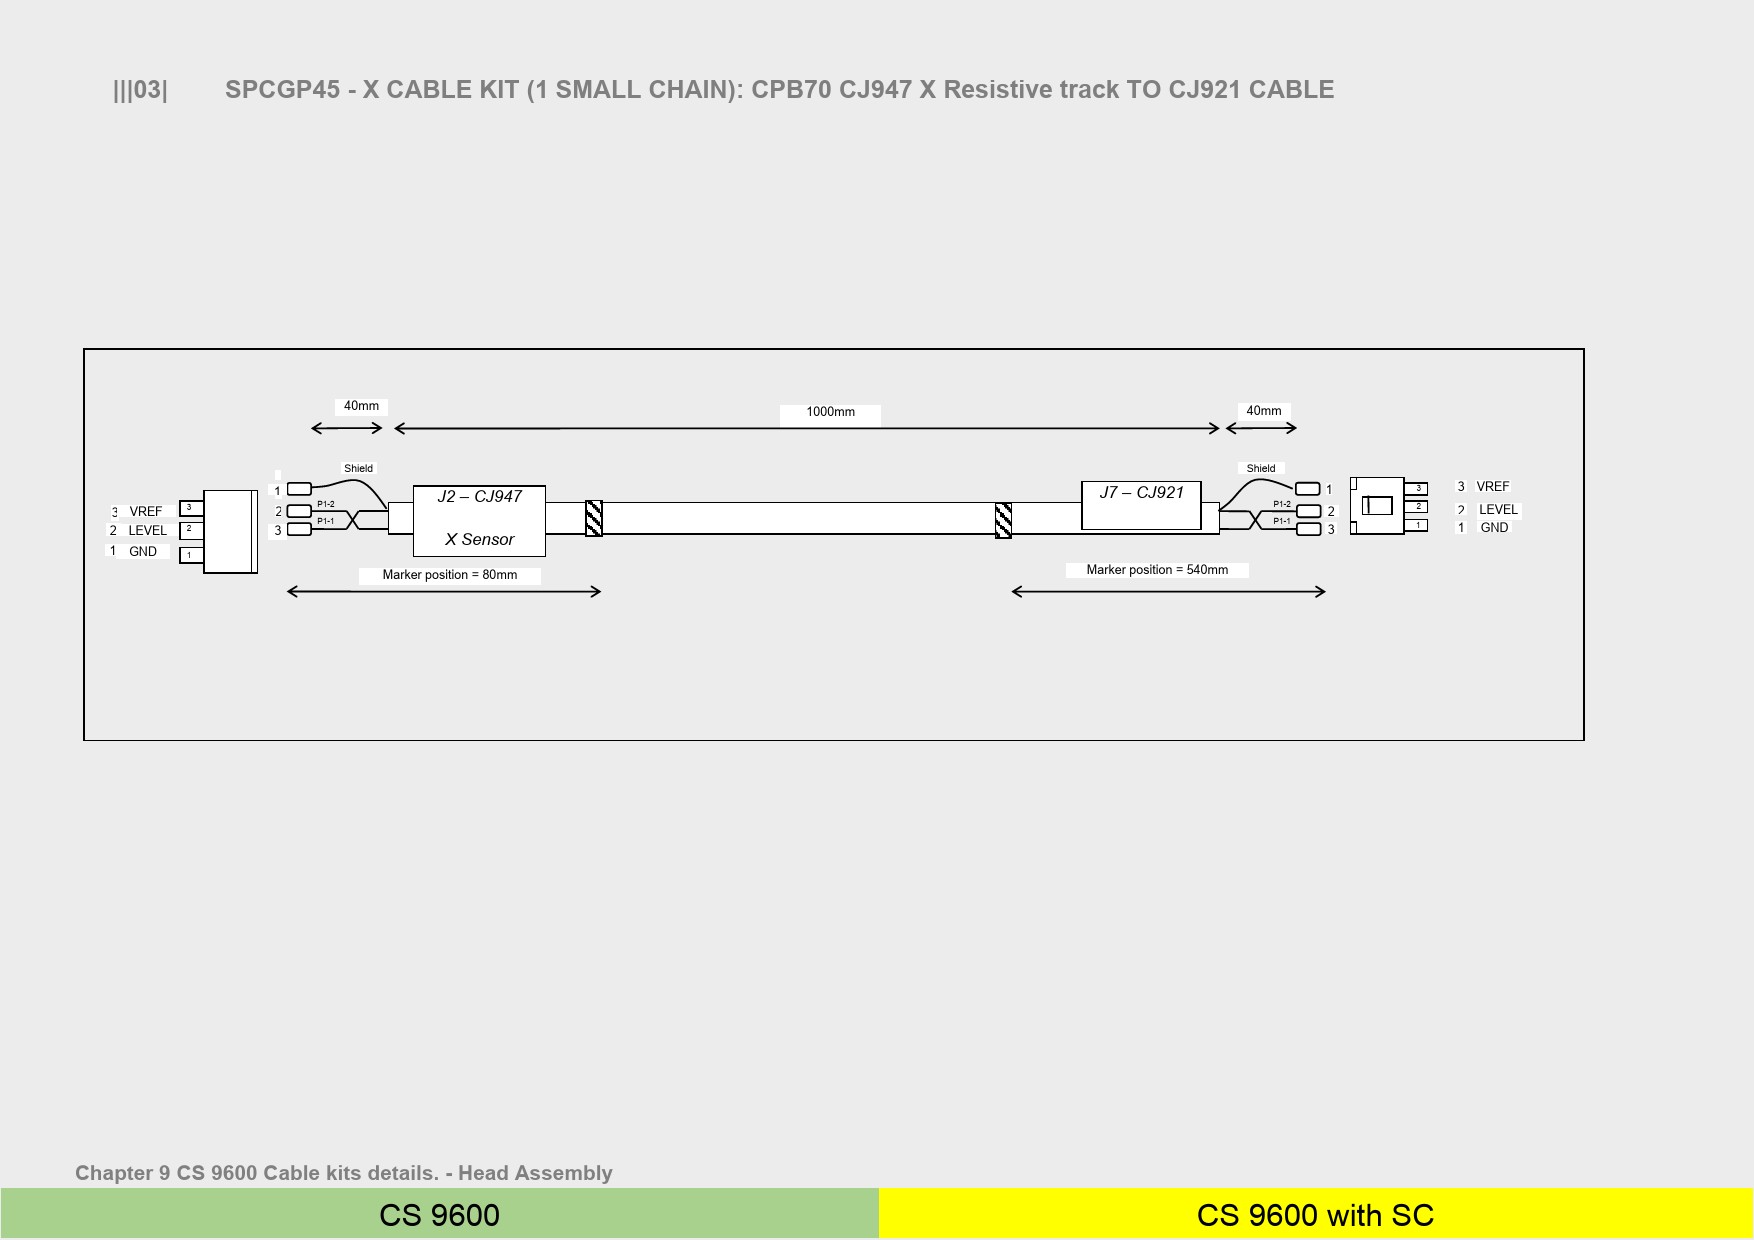 |||03| SPCGP45 - X CABLE KIT (1 SMALL CHAIN): CPB70 CJ947 X Resistive track TO CJ921 CABLE
40mm 1000mm 40mm
Shield Shield
1 J2 – CJ947 J7 – CJ921 1 3 3 VREF
3 VREF 3 2 P1-2 P1-2 2 2 2 LEVEL
2 LEVEL 2 3 P1-1 P1-1 3 1 1 GND
X Sensor
1 GND 1
Marker position = 80mm Marker position = 540mm
Chapter 9 CS 9600 Cable kits details. - Head Assembly
CS 9600 CS 9600 with SC